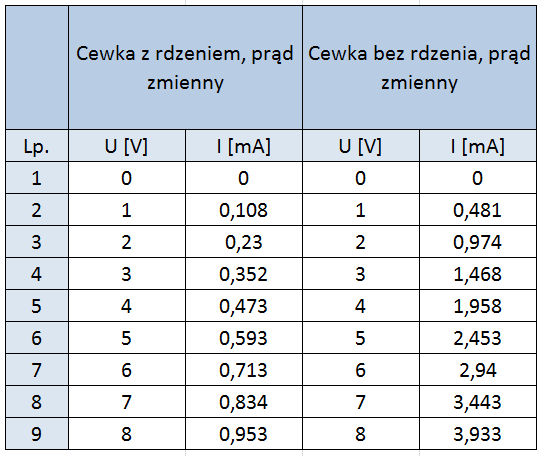 Cewka z rdzeniem, prąd zmienny Cewka bez rdzenia, prąd zmienny
Lp. U [V] I [mA] U [V] I [mA]
1 0 0 0 0
2 1 0,108 1 0,481
3 2 0,23 2 0,974
4 3 0,352 3 1,468
5 4 0,473 4 1,958
6 5 0,593 5 2,453
7 6 0,713 6 2,94
8 7 0,834 7 3,443
9 8 0,953 8 3,933